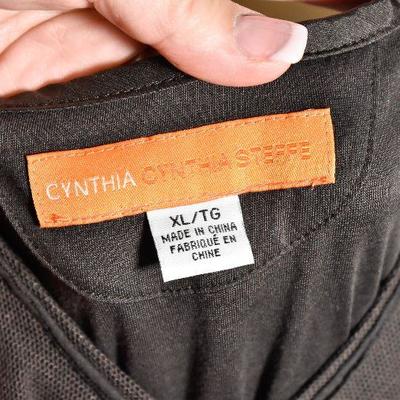 CYNTHIA CYNTHIA STEFFE
XL/TG
MADE IN CHINA
FABRIQUÉ EN
CHINE